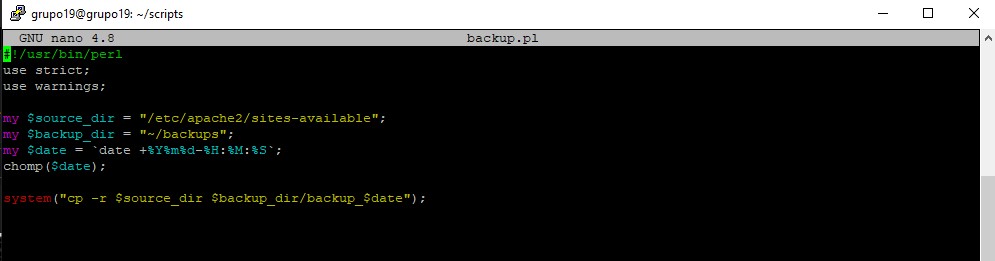 grupo19@grupo19: ~/scripts
GNU nano 4.8 backup.pl
#!/usr/bin/perl
use strict;
use warnings;
my $source_dir = "/etc/apache2/sites-available";
my $backup_dir = "~/backups";
my $date = `date +%Y%m%d-%H:%M:%S`;
chomp($date);
system("cp -r $source_dir $backup_dir/backup_$date");